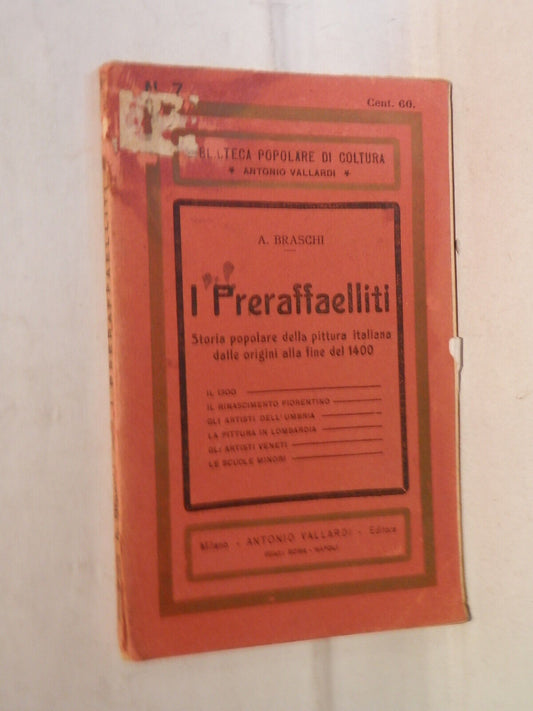 N. 7
Cent. 60.
BIBLIOTECA POPOLARE DI COLTURA
ANTONIO VALLARDI
A. BRASCHI
I Preraffaelliti
Storia popolare della pittura italiana
dalle origini alla fine del 1400
IL 1300
IL RINASCIMENTO FIORENTINO
GLI ARTISTI DELL'UMBRIA
LA PITTURA IN LOMBARDIA
GLI ARTISTI VENETI
LE SCUOLE MINORI
Milano - ANTONIO VALLARDI - Editore
ROMA - NAPOLI